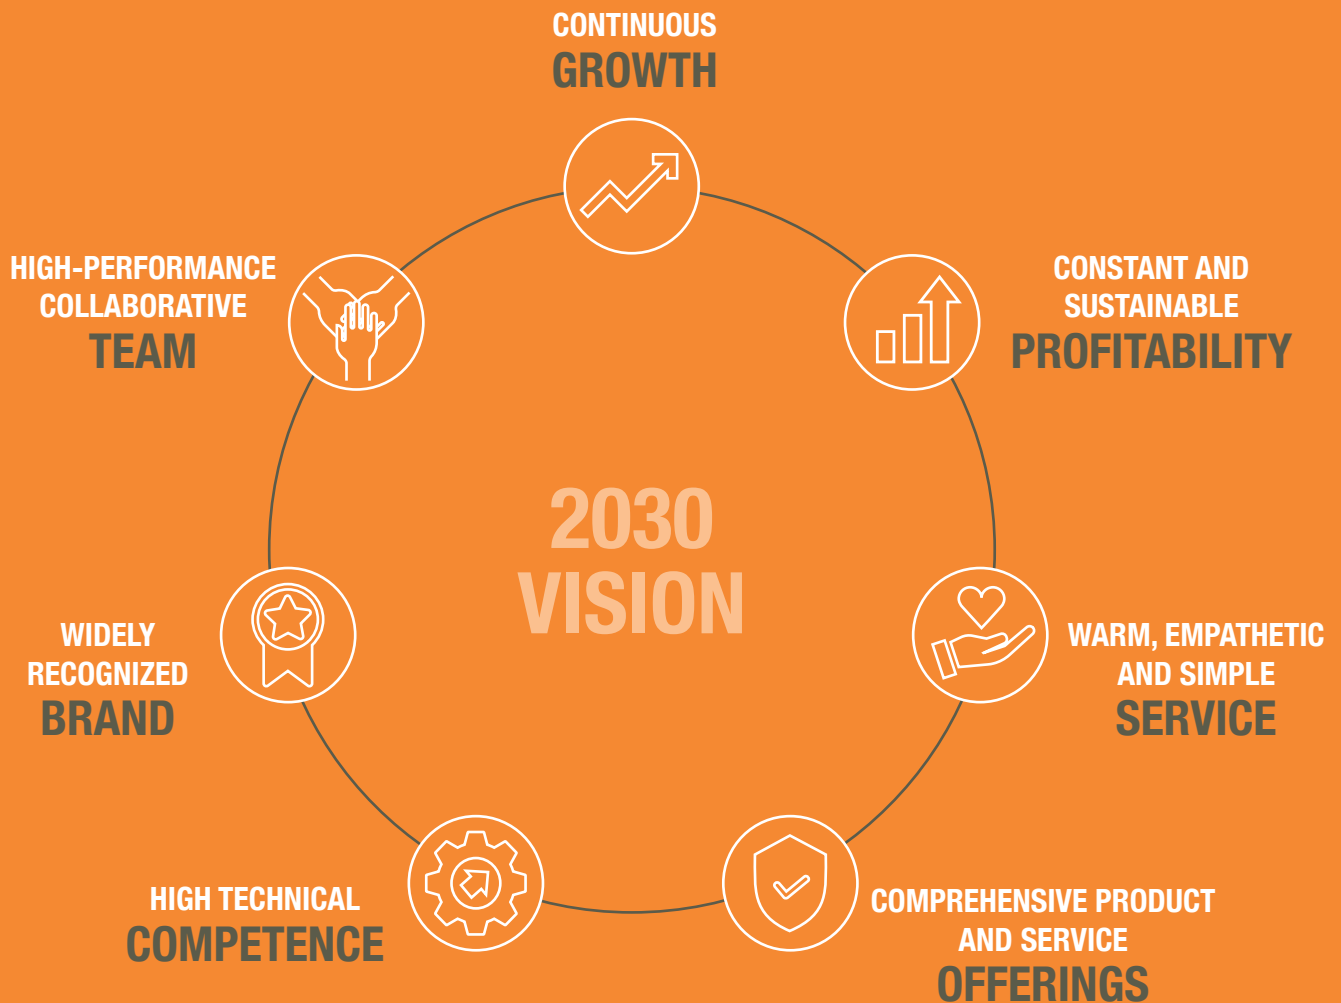 CONTINUOUS
GROWTH
HIGH-PERFORMANCE
COLLABORATIVE
TEAM
CONSTANT AND
SUSTAINABLE
PROFITABILITY
2030
VISION
WIDELY
RECOGNIZED
BRAND
WARM, EMPATHETIC
AND SIMPLE
SERVICE
HIGH TECHNICAL
COMPETENCE
COMPREHENSIVE PRODUCT
AND SERVICE
OFFERINGS